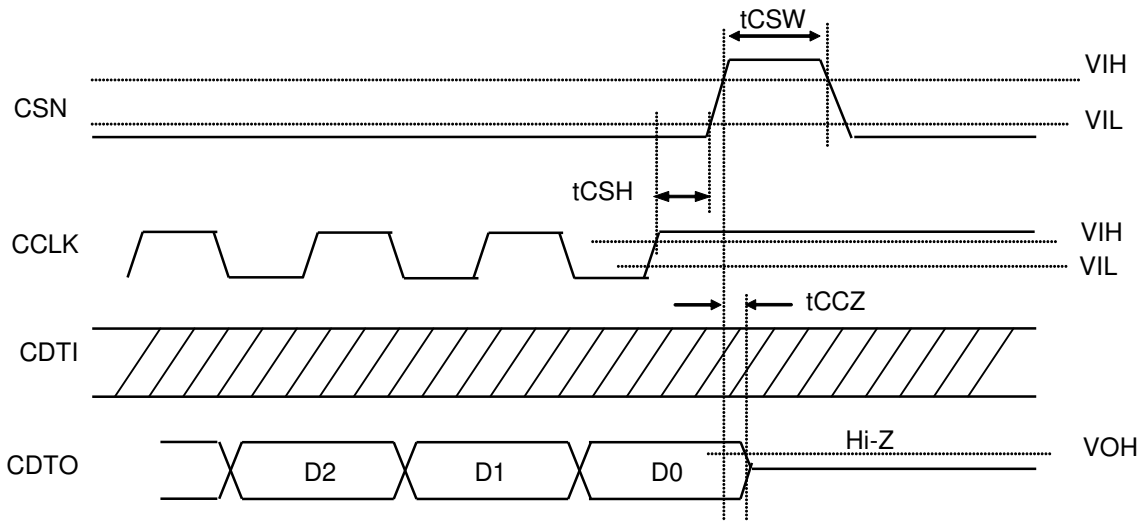 tCSW
VIH
CSN
VIL
tCSH
CCLK
VIH
VIL
tCCZ
CDTI
Hi-Z
CDTO
D2
D1
D0
VOH